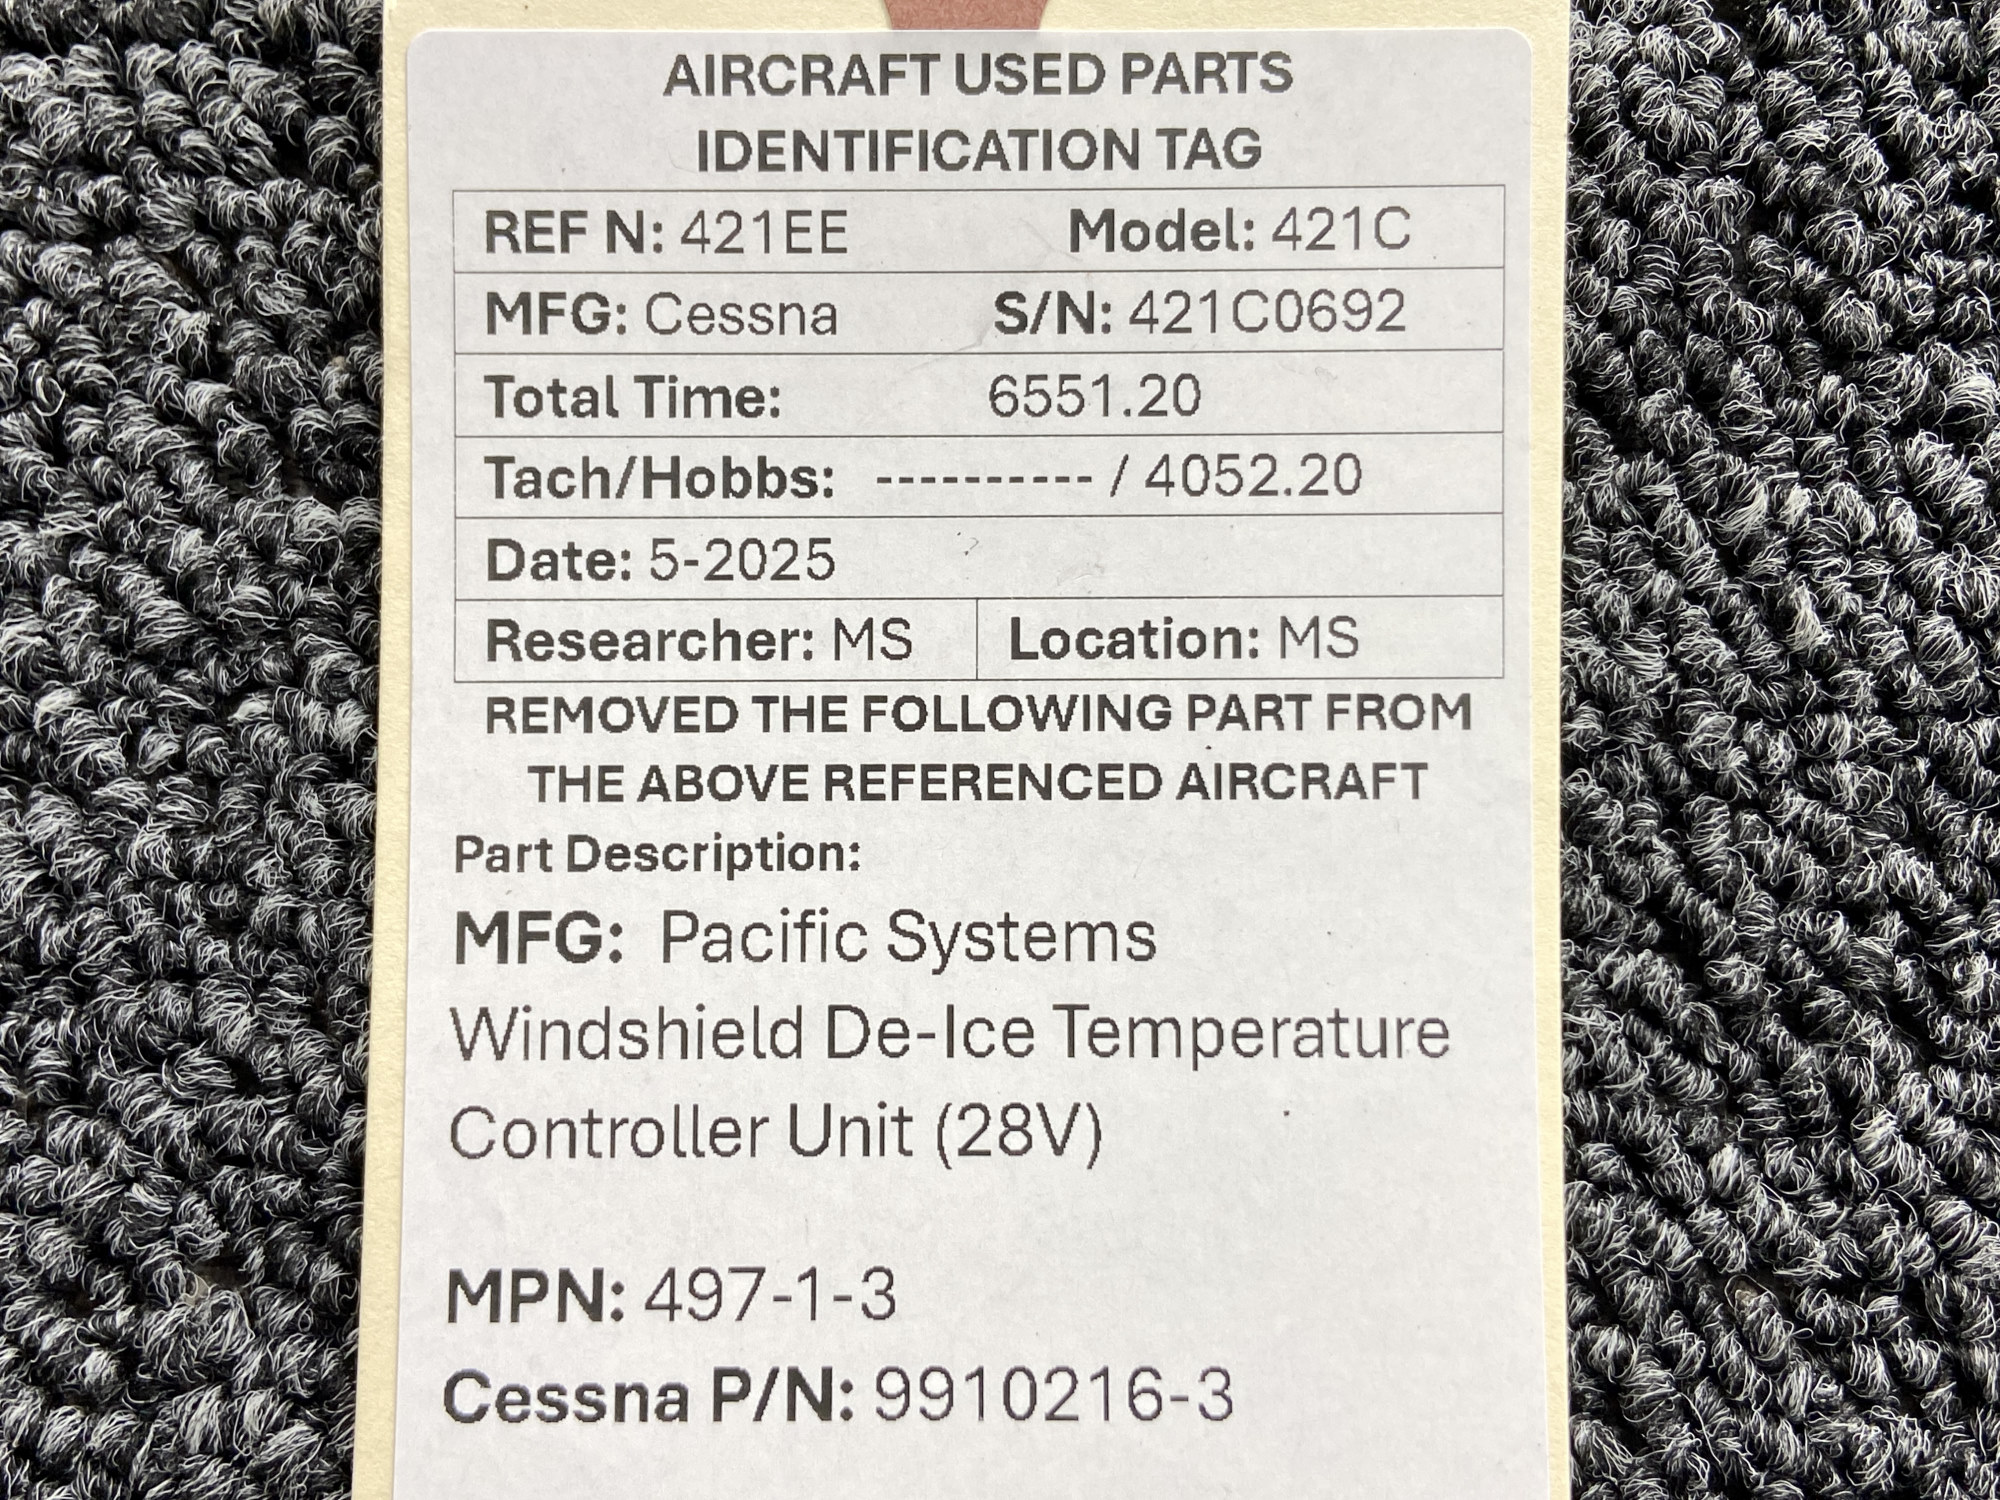 AIRCRAFT USED PARTS
IDENTIFICATION TAG
REF N: 421EE Model: 421C
MFG: Cessna S/N: 421C0692
Total Time: 6551.20
Tach/Hobbs: ---------- / 4052.20
Date: 5-2025
Researcher: MS Location: MS
REMOVED THE FOLLOWING PART FROM
THE ABOVE REFERENCED AIRCRAFT
Part Description:
MFG: Pacific Systems
Windshield De-Ice Temperature
Controller Unit (28V)
MPN: 497-1-3
Cessna P/N: 9910216-3